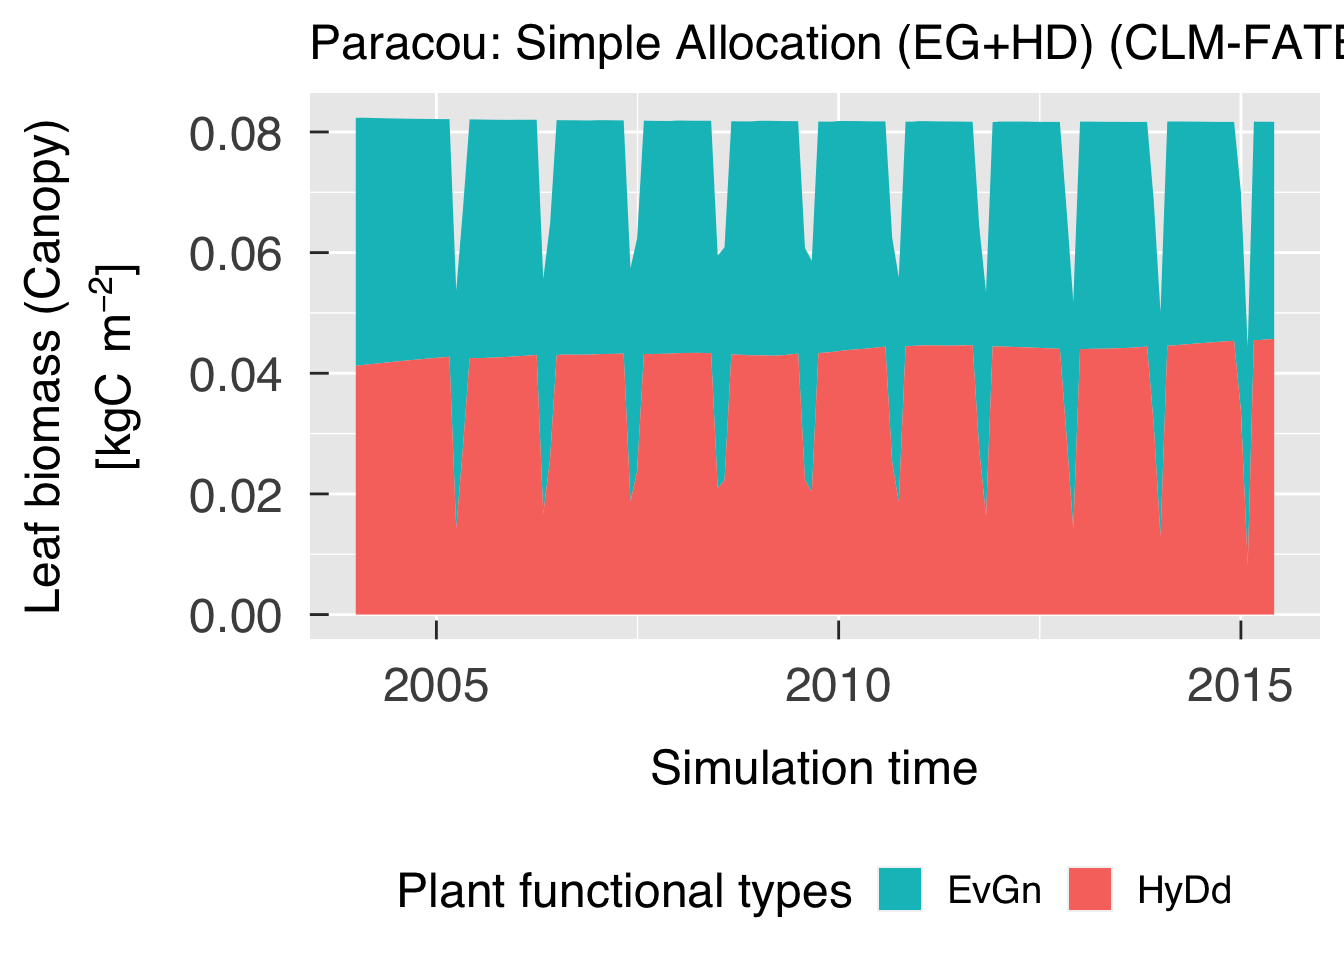 Paracou: Simple Allocation (EG+HD) (CLM-FATE
Leaf biomass (Canopy)
[kgC m⁻²]
0.08
0.06
0.04
0.02
0.00
2005 2010 2015
Simulation time
Plant functional types EvGn HyDd